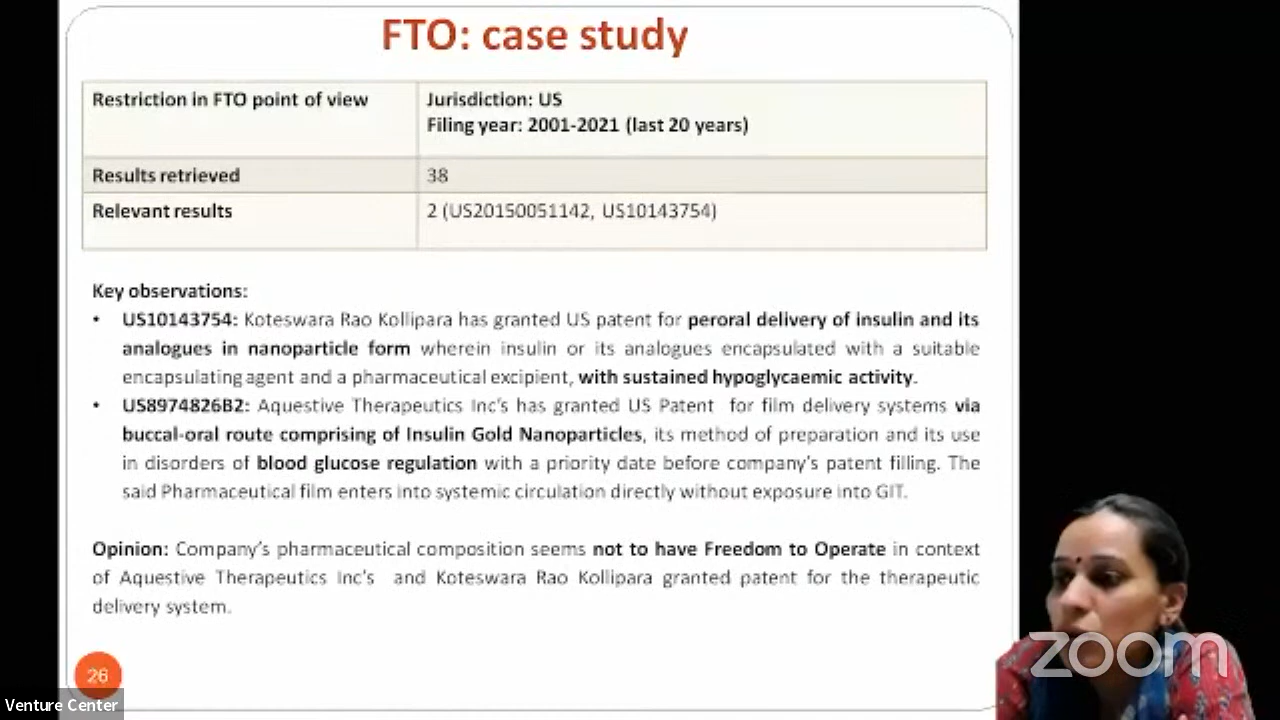 FTO: case study
Restriction in FTO point of view
Jurisdiction: US
Filing year: 2001-2021 (last 20 years)
Results retrieved
38
Relevant results
2 (US20150051142, US10143754)
Key observations:
• US10143754: Koteswara Rao Kollipara has granted US patent for peroral delivery of insulin and its
analogues in nanoparticle form wherein insulin or its analogues encapsulated with a suitable
encapsulating agent and a pharmaceutical excipient, with sustained hypoglycaemic activity.
• US8974826B2: Aquestive Therapeutics Inc's has granted US Patent for film delivery systems via
buccal-oral route comprising of Insulin Gold Nanoparticles, its method of preparation and its use
in disorders of blood glucose regulation with a priority date before company's patent filling. The
said Pharmaceutical film enters into systemic circulation directly without exposure into GIT.
Opinion: Company's pharmaceutical composition seems not to have Freedom to Operate in context
of Aquestive Therapeutics Inc's and Koteswara Rao Kollipara granted patent for the therapeutic
delivery system.
26
Venture Center
zoom